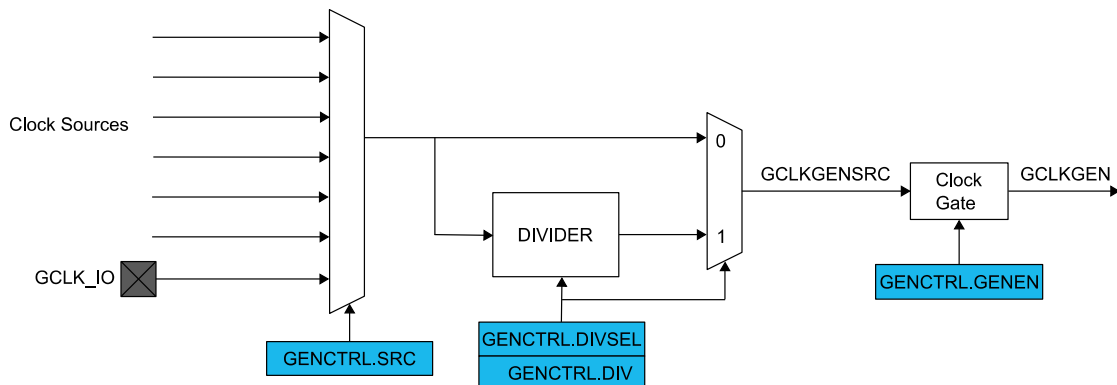 Clock Sources
GCLK_IO
GENCTRL.SRC
DIVIDER
GENCTRL.DIVSEL
GENCTRL.DIV
0
1
GCLKGENSRC
Clock
Gate
GCLKGEN
GENCTRL.GENEN